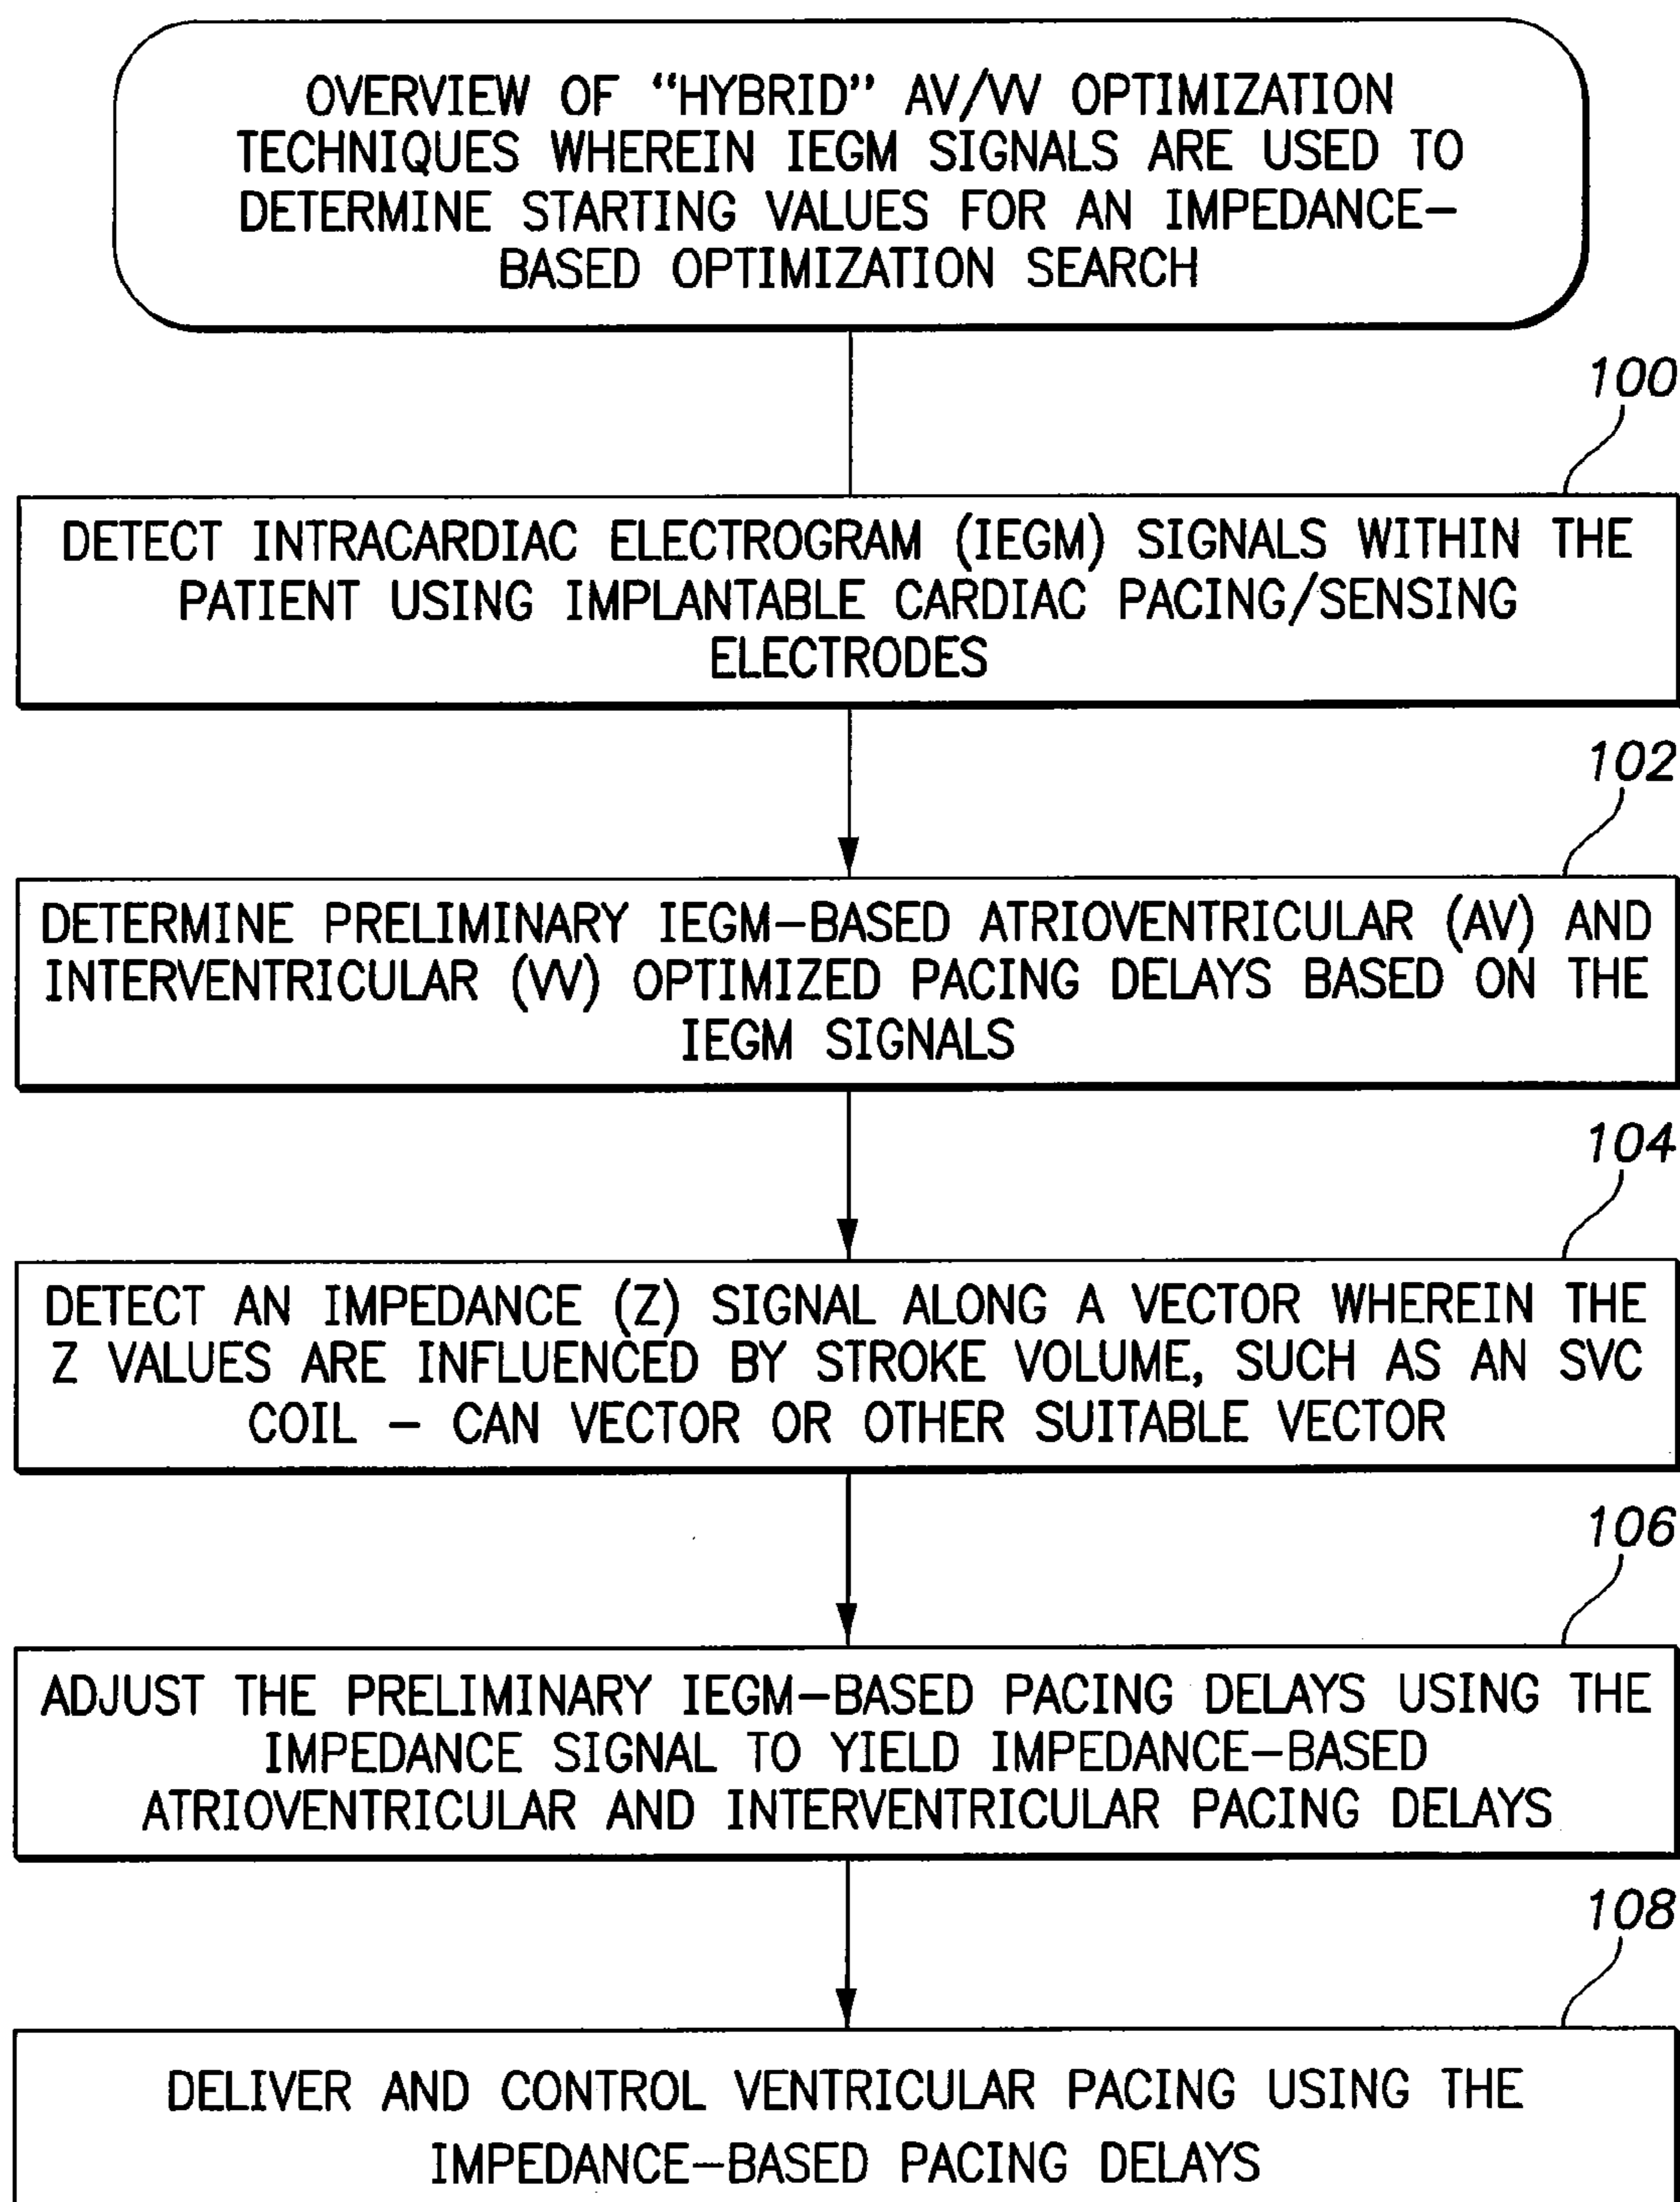 OVERVIEW OF “HYBRID” AV/VV OPTIMIZATION
TECHNIQUES WHEREIN IEGM SIGNALS ARE USED TO
DETERMINE STARTING VALUES FOR AN IMPEDANCE–
BASED OPTIMIZATION SEARCH
100
DETECT INTRACARDIAC ELECTROGRAM (IEGM) SIGNALS WITHIN THE
PATIENT USING IMPLANTABLE CARDIAC PACING/SENSING
ELECTRODES
102
DETERMINE PRELIMINARY IEGM–BASED ATRIOVENTRICULAR (AV) AND
INTERVENTRICULAR (VV) OPTIMIZED PACING DELAYS BASED ON THE
IEGM SIGNALS
104
DETECT AN IMPEDANCE (Z) SIGNAL ALONG A VECTOR WHEREIN THE
Z VALUES ARE INFLUENCED BY STROKE VOLUME, SUCH AS AN SVC
COIL – CAN VECTOR OR OTHER SUITABLE VECTOR
106
ADJUST THE PRELIMINARY IEGM–BASED PACING DELAYS USING THE
IMPEDANCE SIGNAL TO YIELD IMPEDANCE–BASED
ATRIOVENTRICULAR AND INTERVENTRICULAR PACING DELAYS
108
DELIVER AND CONTROL VENTRICULAR PACING USING THE
IMPEDANCE–BASED PACING DELAYS